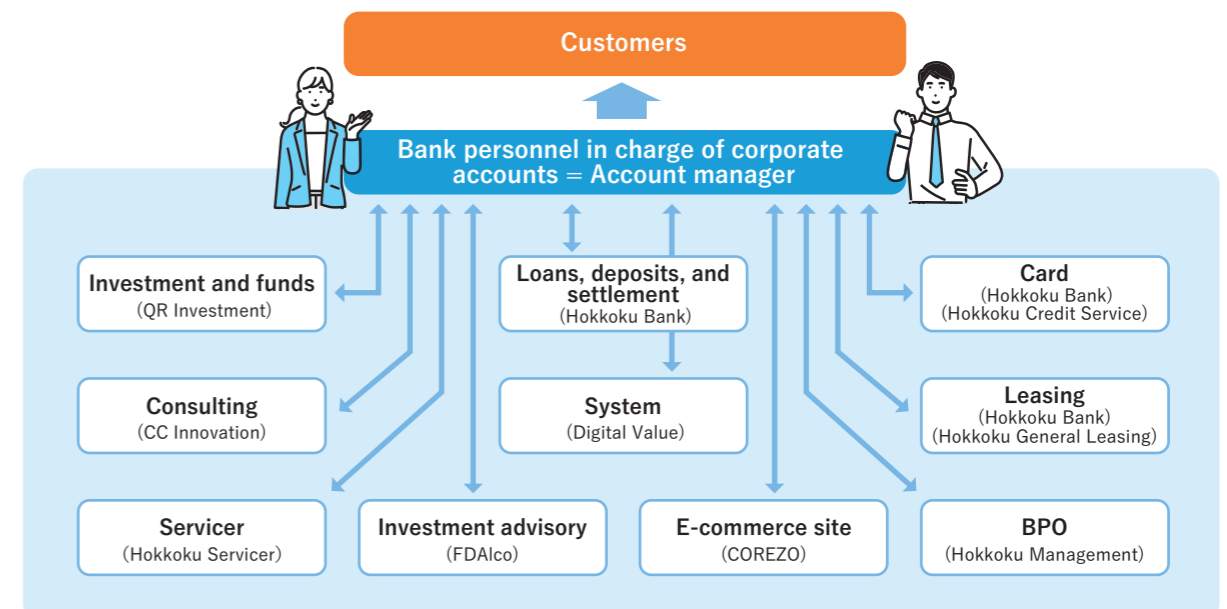 Customers
Bank personnel in charge of corporate
accounts = Account manager
Investment and funds
(QR Investment)
Loans, deposits, and
settlement
(Hokkoku Bank)
Card
(Hokkoku Bank)
(Hokkoku Credit Service)
Consulting
(CC Innovation)
System
(Digital Value)
Leasing
(Hokkoku Bank)
(Hokkoku General Leasing)
Servicer
(Hokkoku Servicer)
Investment advisory
(FDAlco)
E-commerce site
(COREZO)
BPO
(Hokkoku Management)